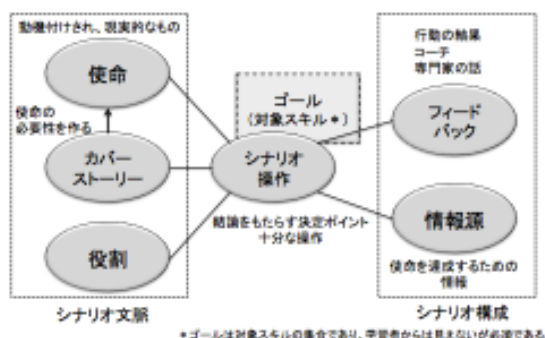 動機付けされ、現実的なもの
使命
使命の
必要性を作る
カバー
ストーリー
役割
シナリオ文脈
ゴール
(対象スキル＊)
シナリオ
操作
結論をもたらす決定ポイント
十分な操作
行動の結果
コーチ
専門家の話
フィード
バック
情報源
使命を達成するための
情報
シナリオ構成
＊ゴールは対象スキルの集合であり、学習者からは見えないが必須である